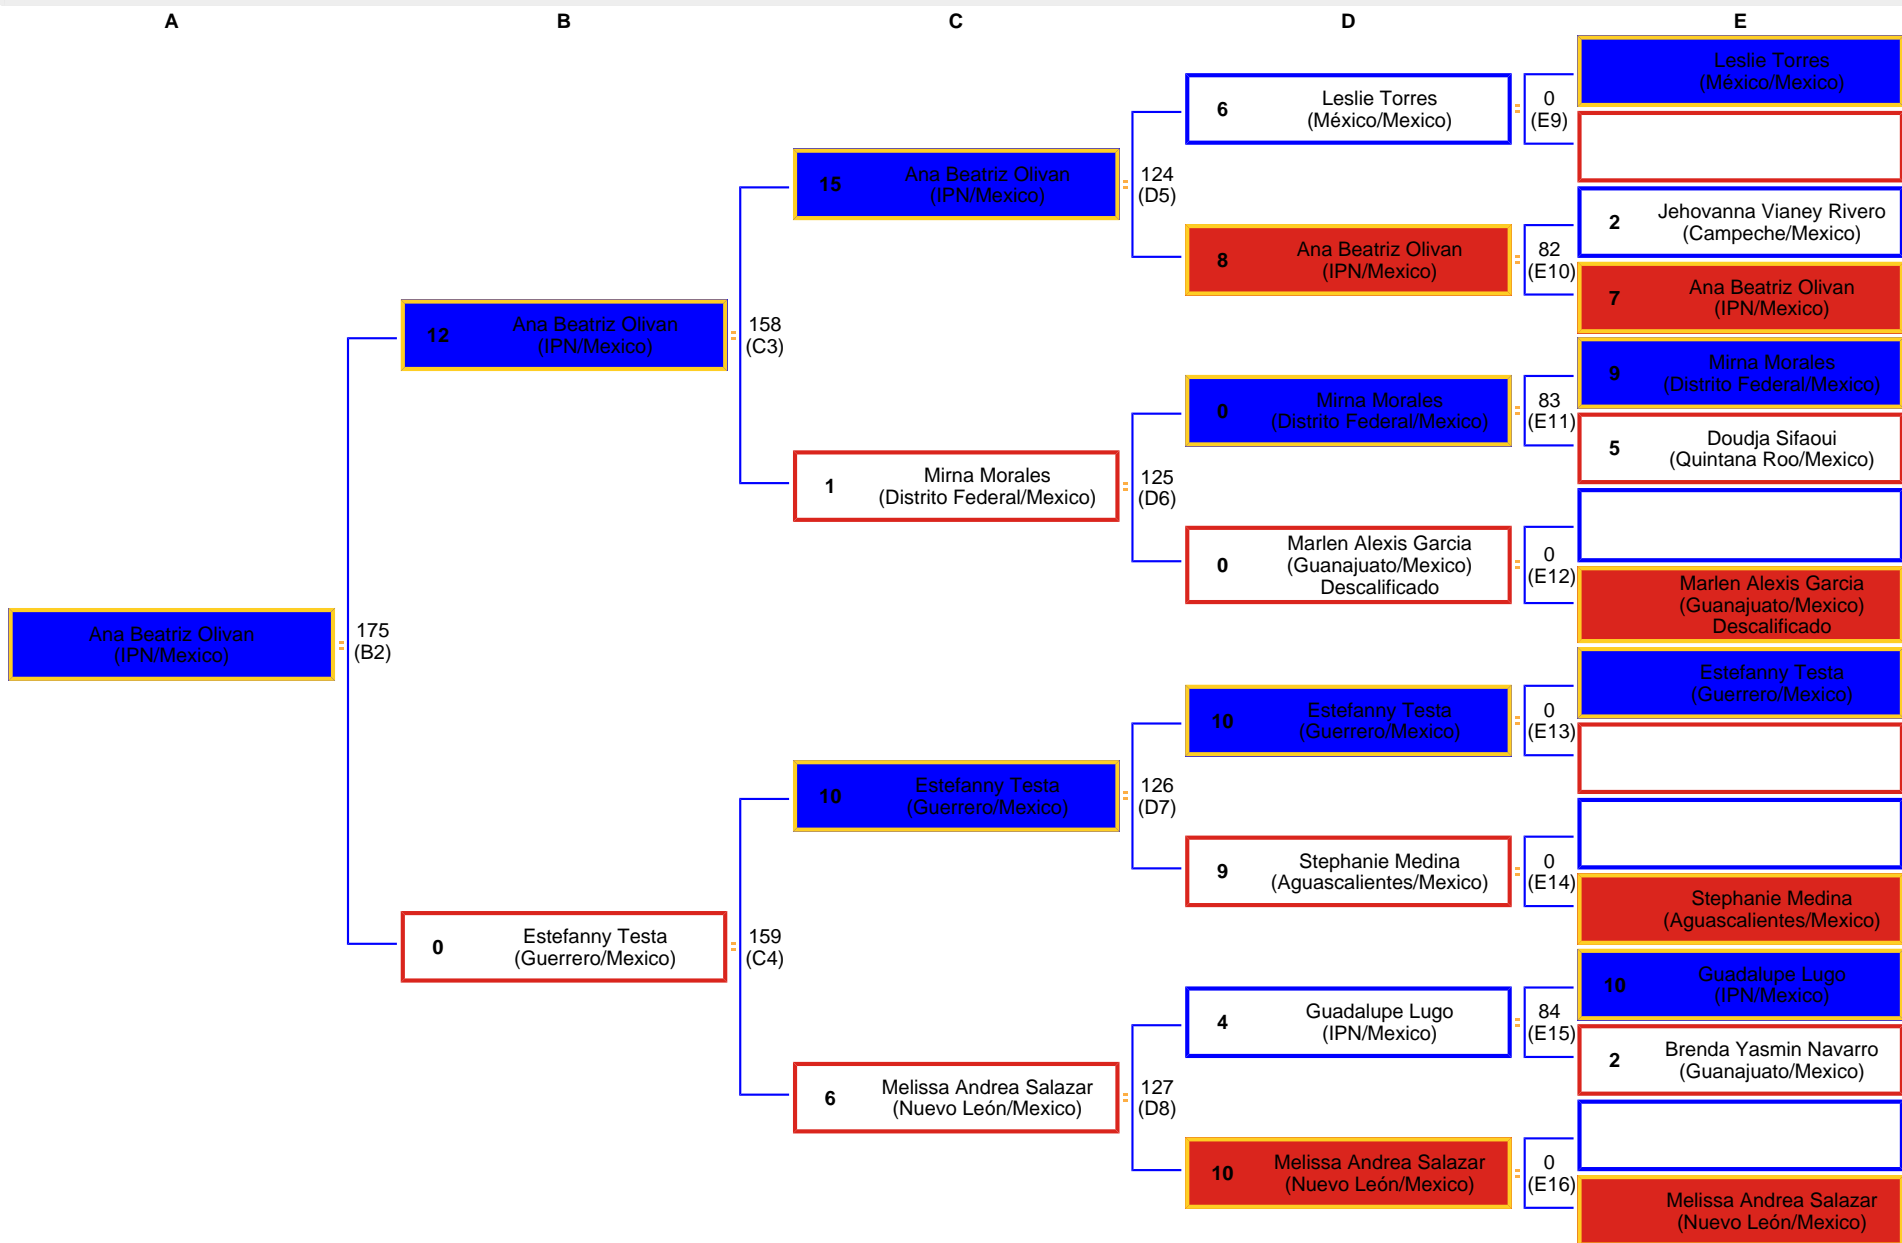 A
B
C
D
E
Ana Beatriz Olivan
(IPN/Mexico)
175
(B2)
12
Ana Beatriz Olivan
(IPN/Mexico)
158
(C3)
0
Estefanny Testa
(Guerrero/Mexico)
159
(C4)
15
Ana Beatriz Olivan
(IPN/Mexico)
124
(D5)
1
Mirna Morales
(Distrito Federal/Mexico)
125
(D6)
10
Estefanny Testa
(Guerrero/Mexico)
126
(D7)
6
Melissa Andrea Salazar
(Nuevo León/Mexico)
127
(D8)
6
Leslie Torres
(México/Mexico)
0
(E9)
8
Ana Beatriz Olivan
(IPN/Mexico)
82
(E10)
0
Mirna Morales
(Distrito Federal/Mexico)
83
(E11)
0
Marlen Alexis Garcia
(Guanajuato/Mexico)
Descalificado
0
(E12)
10
Estefanny Testa
(Guerrero/Mexico)
0
(E13)
9
Stephanie Medina
(Aguascalientes/Mexico)
0
(E14)
4
Guadalupe Lugo
(IPN/Mexico)
84
(E15)
10
Melissa Andrea Salazar
(Nuevo León/Mexico)
0
(E16)
Leslie Torres
(México/Mexico)
2
Jehovanna Vianey Rivero
(Campeche/Mexico)
7
Ana Beatriz Olivan
(IPN/Mexico)
9
Mirna Morales
(Distrito Federal/Mexico)
5
Doudja Sifaoui
(Quintana Roo/Mexico)
Marlen Alexis Garcia
(Guanajuato/Mexico)
Descalificado
Estefanny Testa
(Guerrero/Mexico)
Stephanie Medina
(Aguascalientes/Mexico)
10
Guadalupe Lugo
(IPN/Mexico)
2
Brenda Yasmin Navarro
(Guanajuato/Mexico)
Melissa Andrea Salazar
(Nuevo León/Mexico)